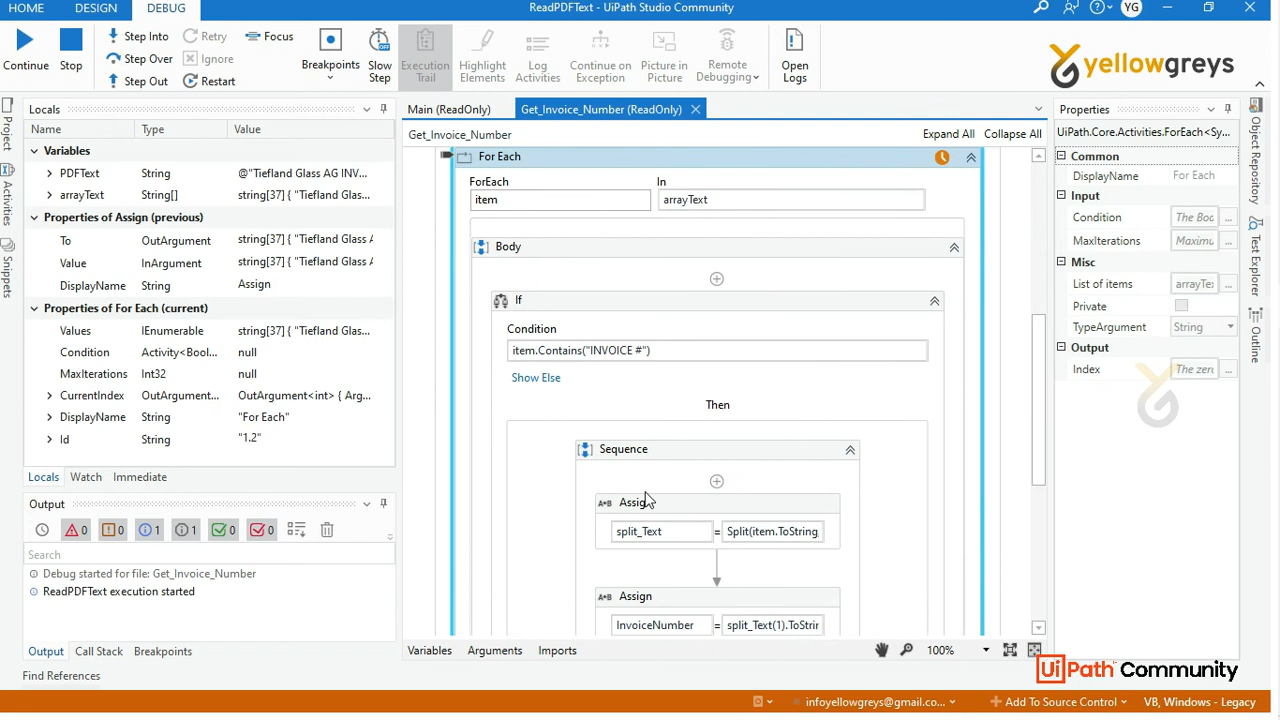 HOME DESIGN DEBUG ReadPDFText - UiPath Studio Community YG
Continue Stop Step Into Step Over Step Out Retry Ignore Restart Focus Breakpoints Slow Step Execution Trail Highlight Elements Log Activities Continue on Exception Picture in Picture Remote Debugging Open Logs
yellowgreys
Project
Activities
Snippets
Locals
Name Type Value
Variables
PDFText String @"Tiefland Glass AG INV...
arrayText String[] string[37] { "Tiefland Glas...
Properties of Assign (previous)
To OutArgument string[37] { "Tiefland Glass A
Value InArgument string[37] { "Tiefland Glass A
DisplayName String Assign
Properties of For Each (current)
Values IEnumerable string[37] { "Tiefland Glas...
Condition Activity<Bool... null
MaxIterations Int32 null
CurrentIndex OutArgument... OutArgument<int> { Arg...
DisplayName String "For Each"
Id String "1.2"
Locals Watch Immediate
Output
0 0 1 1 0 0
Search
Debug started for file: Get_Invoice_Number
ReadPDFText execution started
Output Call Stack Breakpoints
Find References
Main (ReadOnly) Get_Invoice_Number (ReadOnly)
Get_Invoice_Number Expand All Collapse All
For Each
ForEach In
item arrayText
Body
If
Condition
item.Contains("INVOICE #")
Show Else
Then
Sequence
Assign
split_Text = Split(item.ToString,
Assign
InvoiceNumber = split_Text(1).ToStrir
Variables Arguments Imports 100%
Properties
UiPath.Core.Activities.ForEach<Sy...
Common
DisplayName For Each
Input
Condition The Boo ...
MaxIterations Maximu ...
Misc
List of items arrayTex ...
Private
TypeArgument String
Output
Index The zero ...
Object Repository
Test Explorer
Outline
UiPath Community
infoyellowgreys@gmail.co... Add To Source Control VB, Windows - Legacy